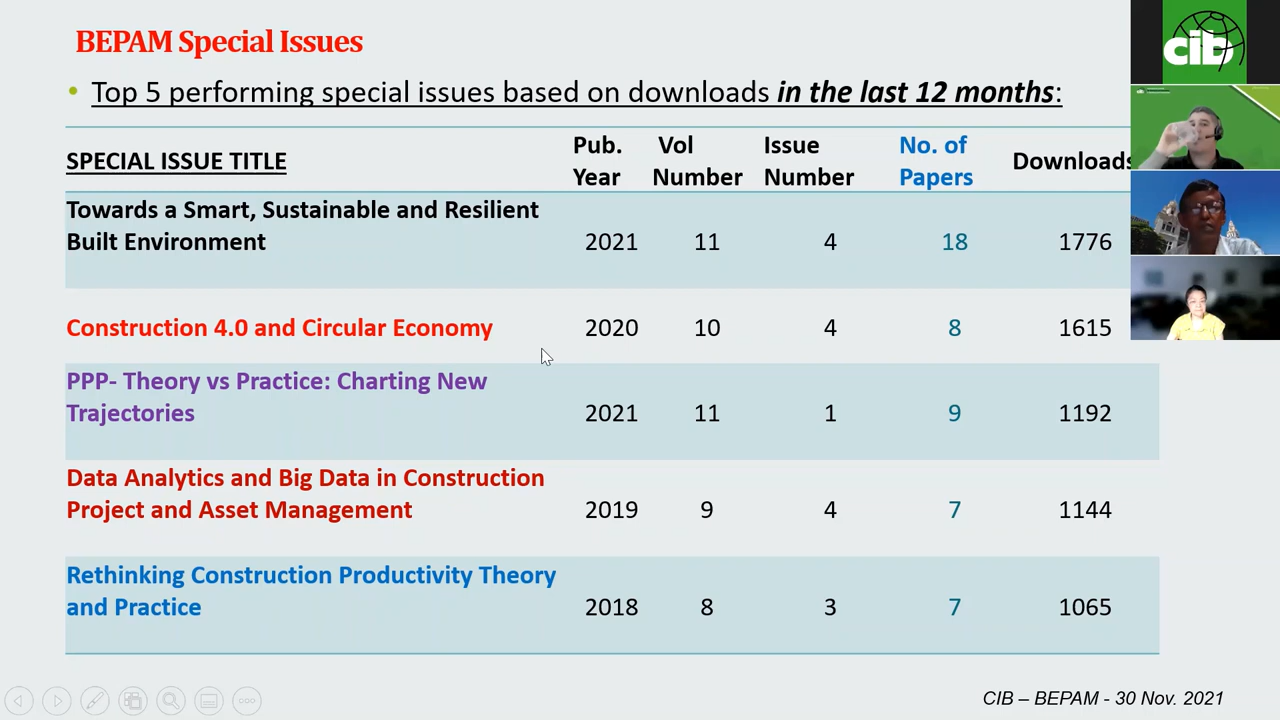 BEPAM Special Issues
• Top 5 performing special issues based on downloads in the last 12 months:
SPECIAL ISSUE TITLE Pub. Year Vol Number Issue Number No. of Papers Downloads
Towards a Smart, Sustainable and Resilient
Built Environment 2021 11 4 18 1776
Construction 4.0 and Circular Economy 2020 10 4 8 1615
PPP- Theory vs Practice: Charting New
Trajectories 2021 11 1 9 1192
Data Analytics and Big Data in Construction
Project and Asset Management 2019 9 4 7 1144
Rethinking Construction Productivity Theory
and Practice 2018 8 3 7 1065
CIB – BEPAM - 30 Nov. 2021
cib